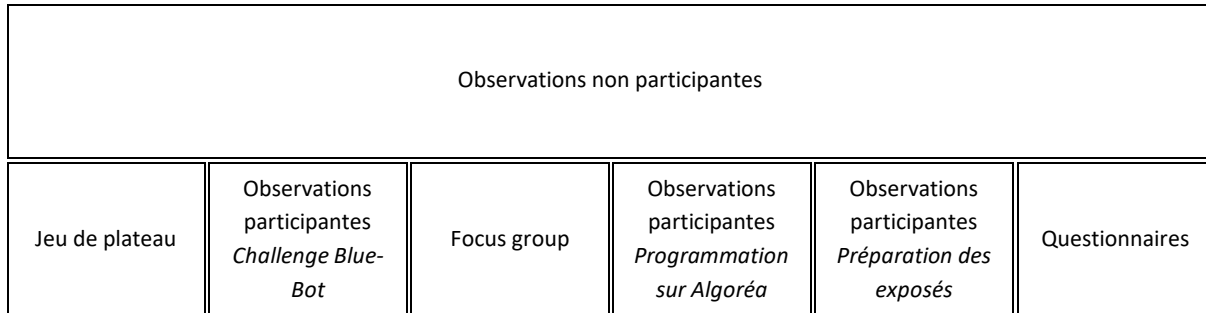 Observations non participantes
Jeu de plateau
Observations
participantes
Challenge Blue-
Bot
Focus group
Observations
participantes
Programmation
sur Algoréa
Observations
participantes
Préparation des
exposés
Questionnaires